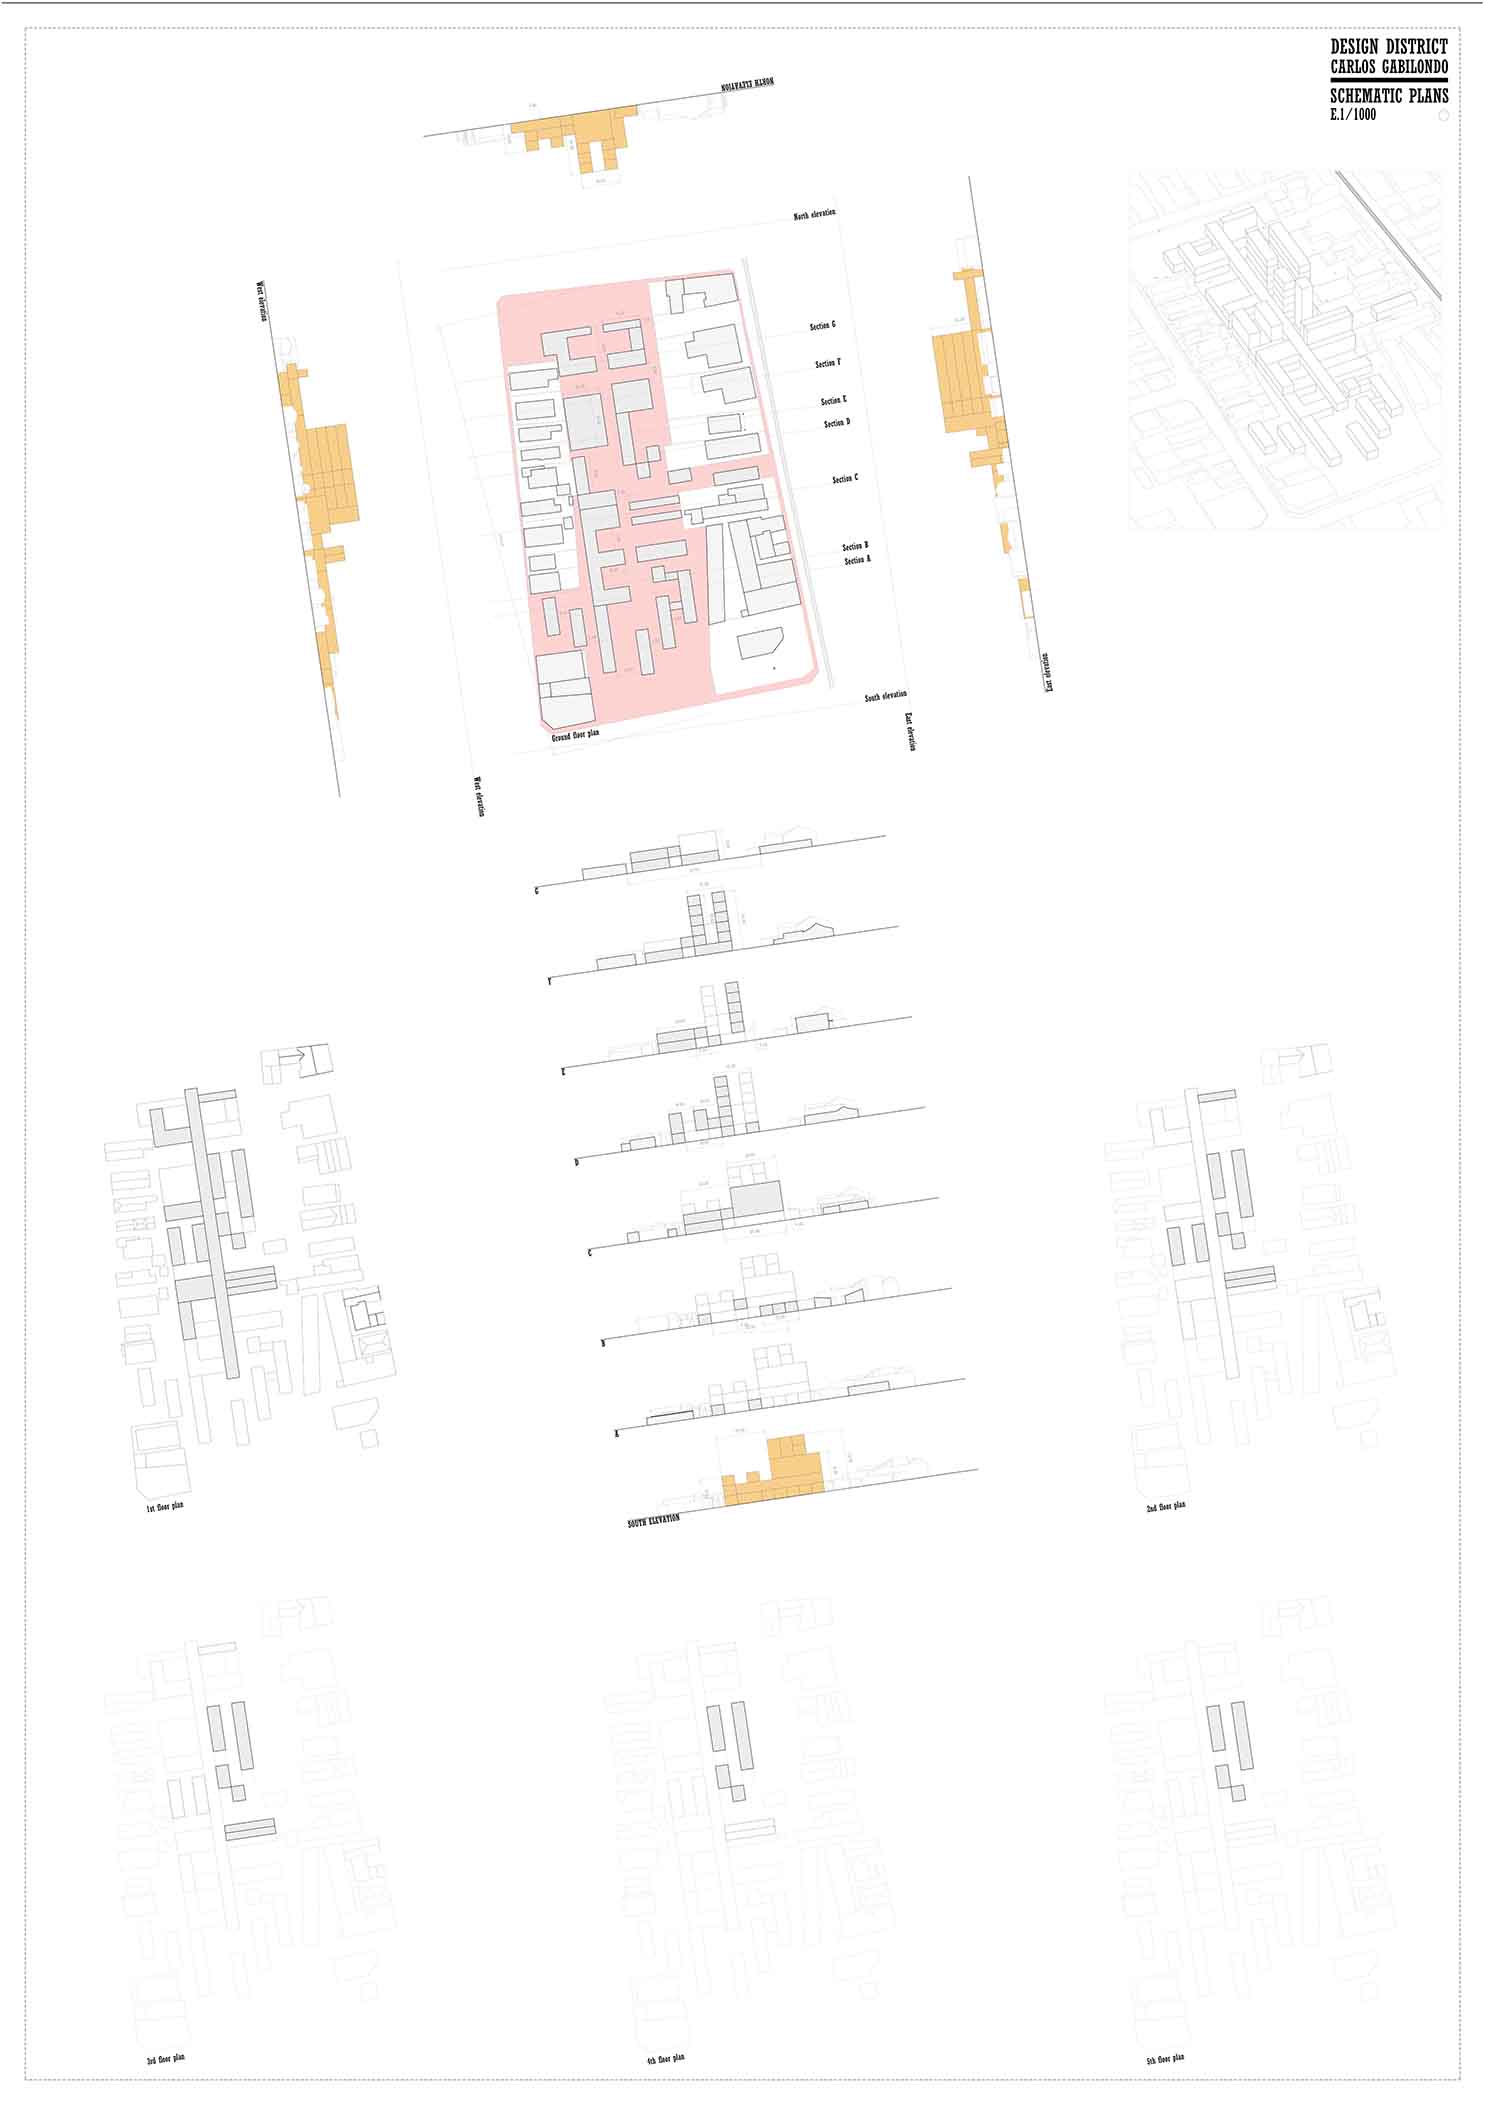 DESIGN DISTRICT
CARLOS GABILONDO
SCHEMATIC PLANS
E.1/1000
NORTH ELEVATION
North elevation
West elevation
Section G
Section F
Section E
Section D
Section C
Section B
Section A
East elevation
South elevation
East elevation
Ground floor plan
West elevation
G
F
E
D
C
B
A
SOUTH ELEVATION
1st floor plan
2nd floor plan
3rd floor plan
4th floor plan
5th floor plan